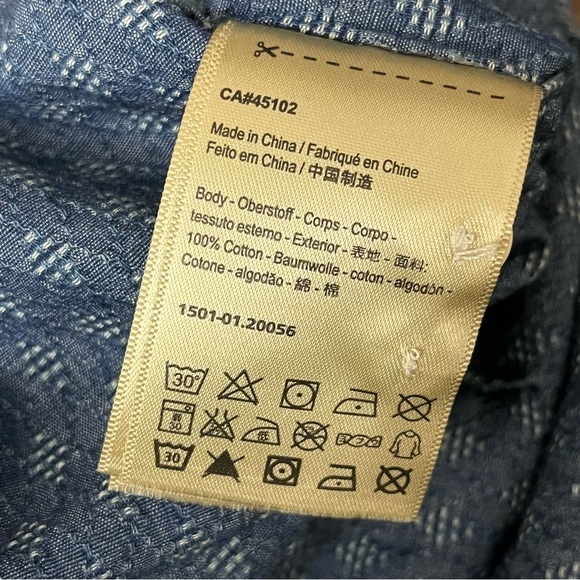 CA#45102
Made in China / Fabriqué en Chine
Feito em China / 中国制造
Body - Oberstoff - Corps - Corpo -
tessuto esterno - Exterior - 表地 - 面料:
100% Cotton - Baumwolle - coton - algodón -
Cotone - algodão - 綿 - 棉
1501-01.20056
30°
30
低
30